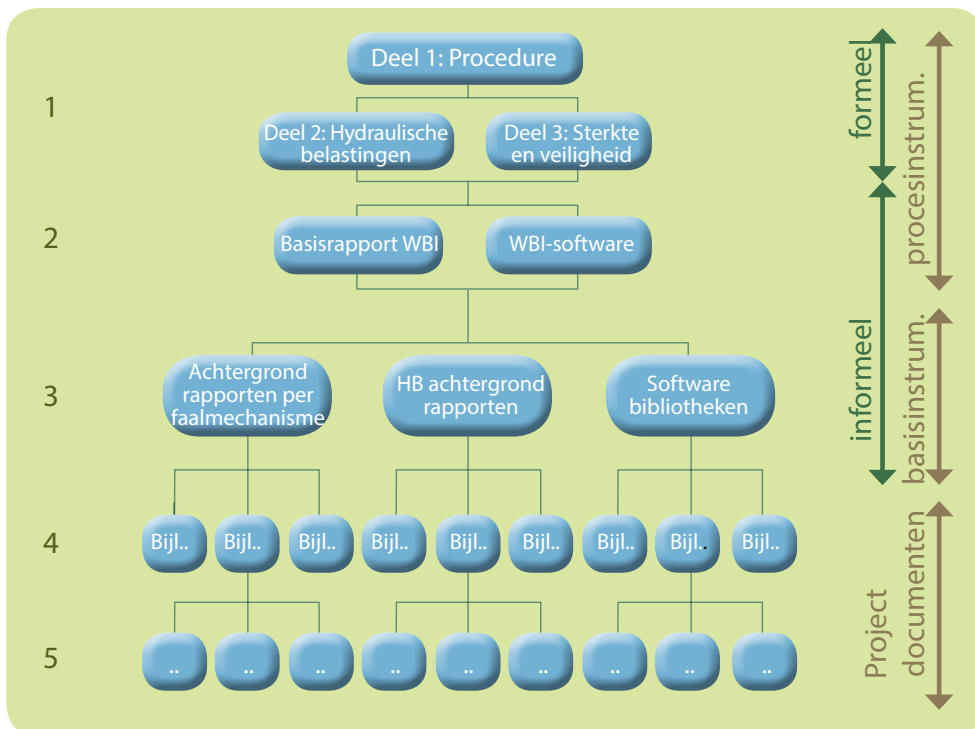 Deel 1: Procedure
1
Deel 2: Hydraulische
belastingen
Deel 3: Sterkte
en veiligheid
2
Basisrapport WBI
WBI-software
3
Achtergrond
rapporten per
faalmechanisme
HB achtergrond
rapporten
Software
bibliotheken
4
Bijl..
Bijl..
Bijl..
Bijl..
Bijl..
Bijl..
Bijl..
Bijl..
Bijl..
5
..
..
..
..
..
..
..
..
..
formeel
informeel
procesinstrum.
basisinstrum.
Project
documenten